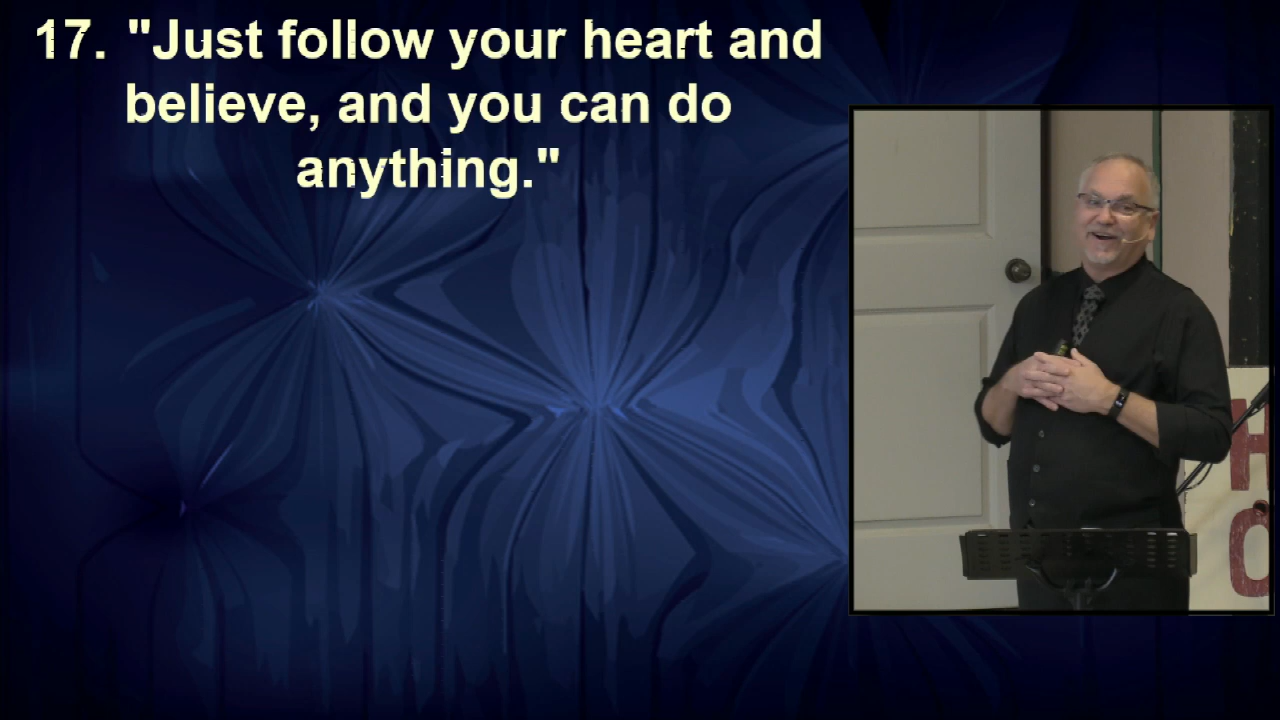 17. "Just follow your heart and
believe, and you can do
anything."
H
O